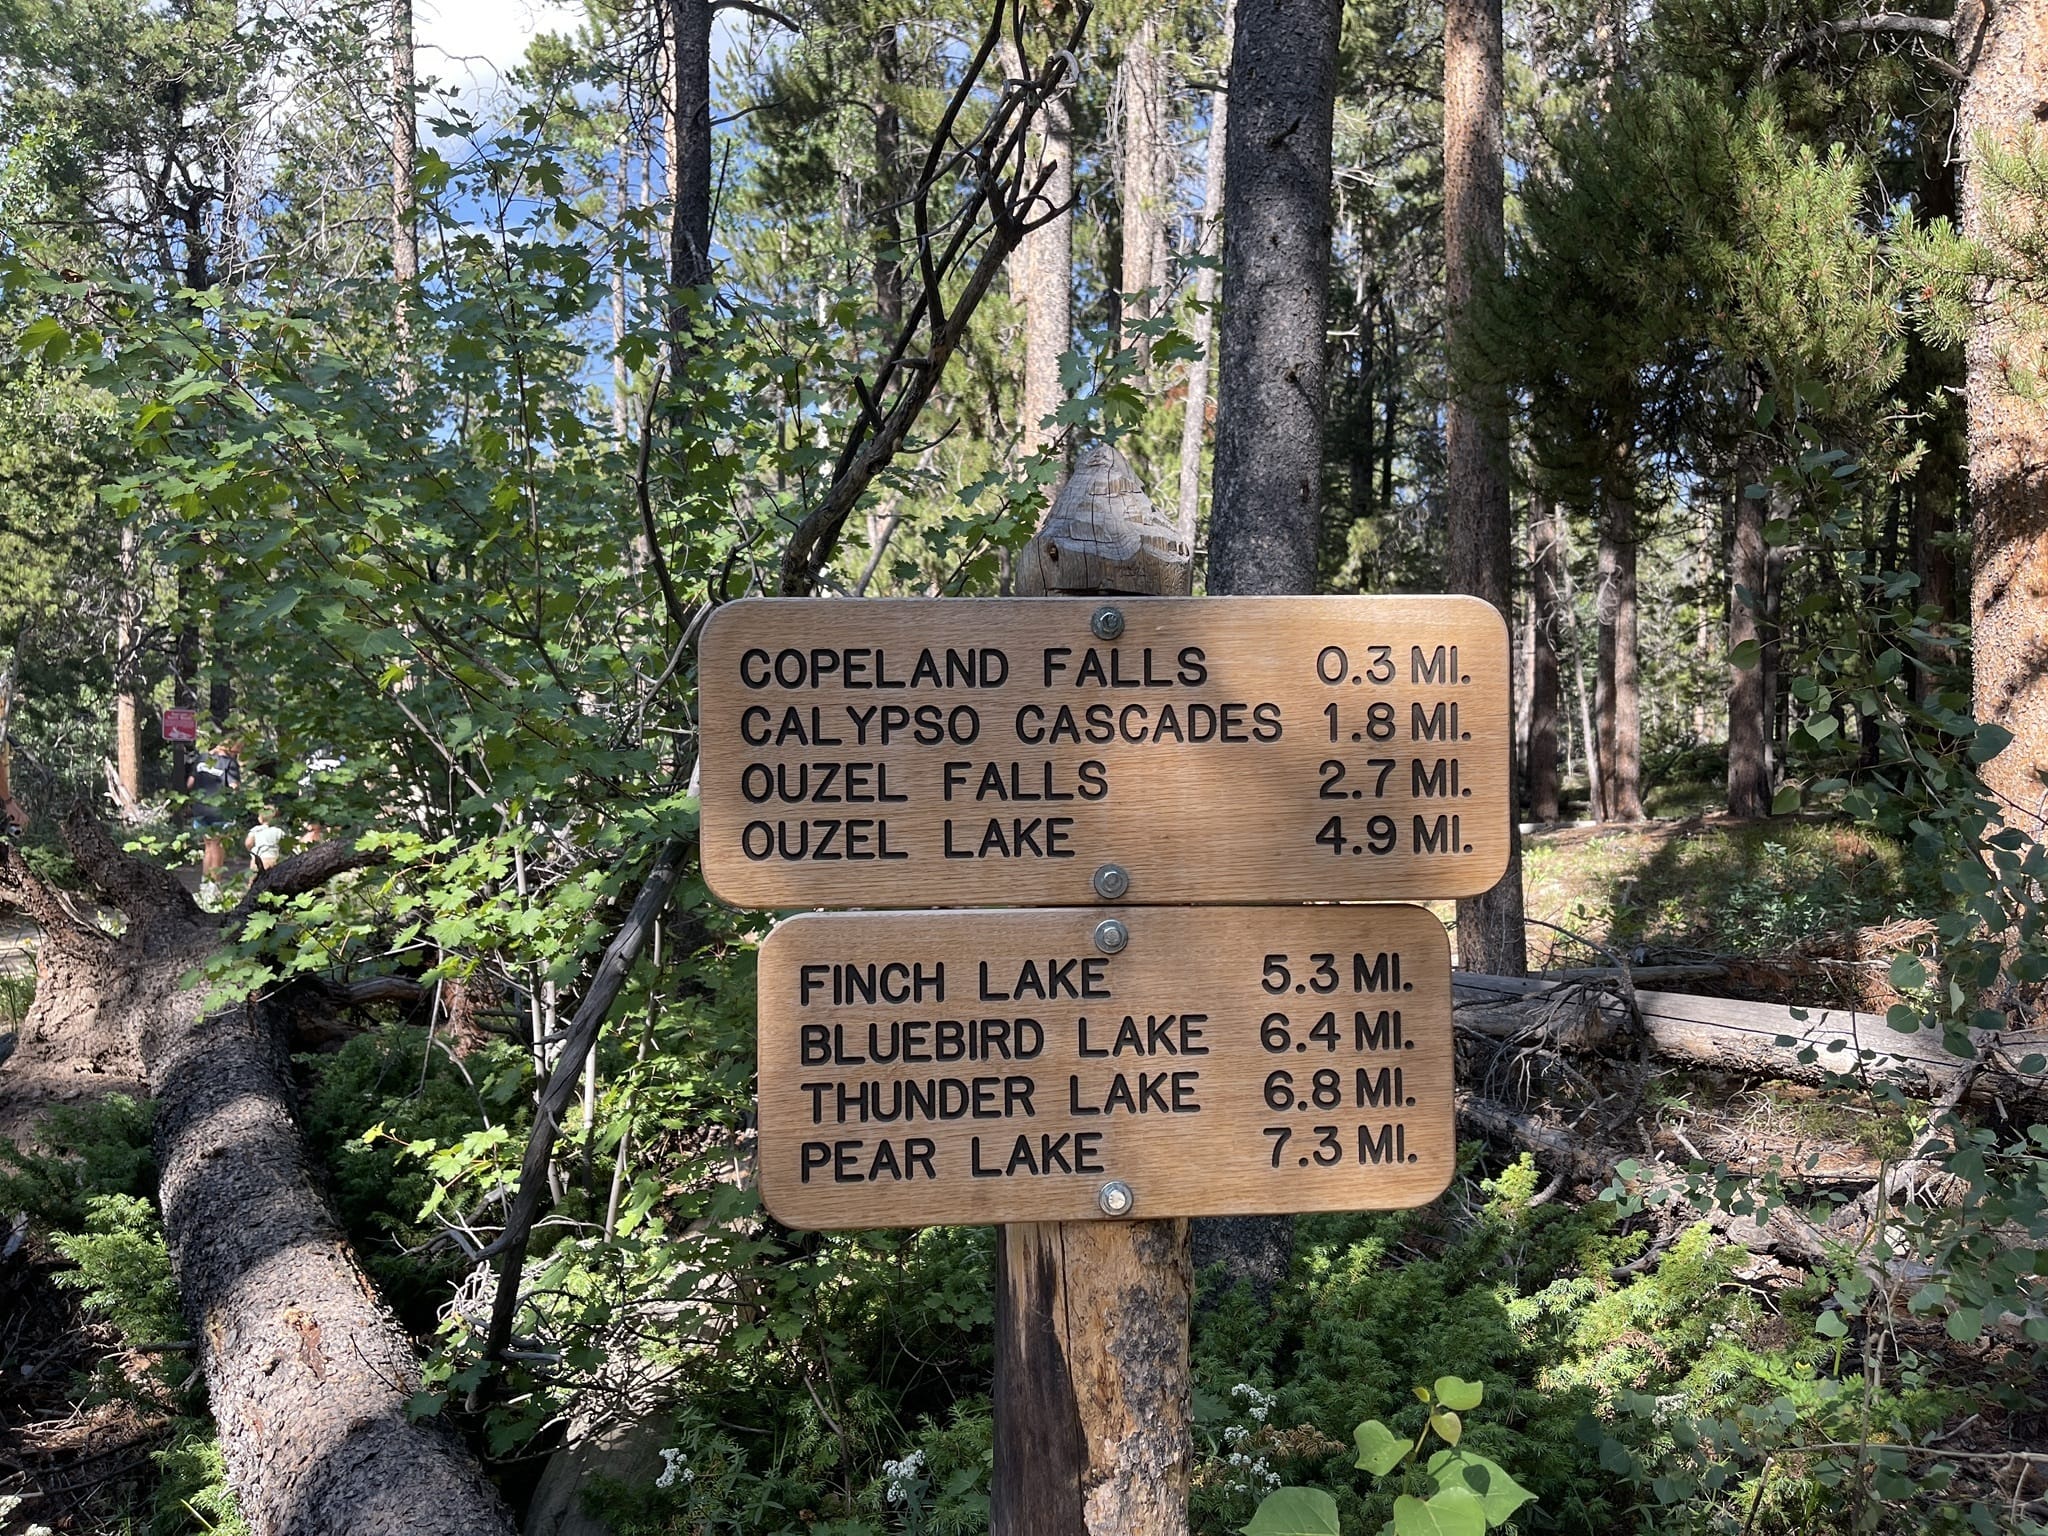 COPELAND FALLS 0.3 MI.
CALYPSO CASCADES 1.8 MI.
OUZEL FALLS 2.7 MI.
OUZEL LAKE 4.9 MI.
FINCH LAKE 5.3 MI.
BLUEBIRD LAKE 6.4 MI.
THUNDER LAKE 6.8 MI.
PEAR LAKE 7.3 MI.